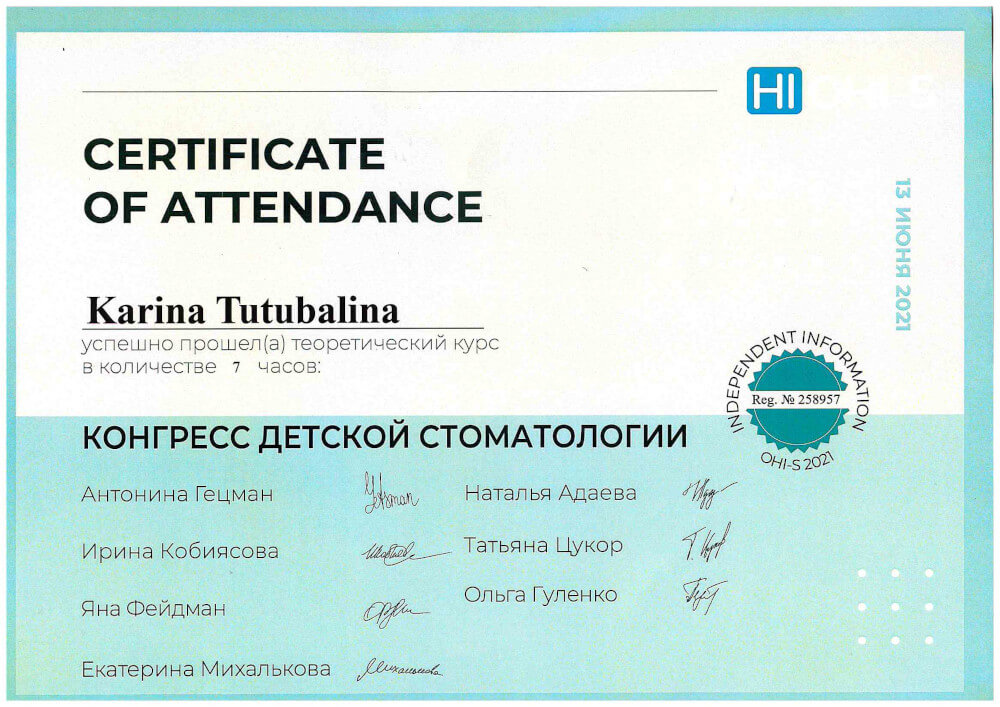 HI OHI-S
CERTIFICATE
OF ATTENDANCE
13 ИЮНЯ 2021
Karina Tutubalina
успешно прошел(а) теоретический курс
в количестве 7 часов:
INDEPENDENT INFORMATION
Reg. № 258957
OHI-S 2021
КОНГРЕСС ДЕТСКОЙ СТОМАТОЛОГИИ
Антонина Гецман
Наталья Адаева
Ирина Кобиясова
Татьяна Цукор
Яна Фейдман
Ольга Гуленко
Екатерина Михалькова